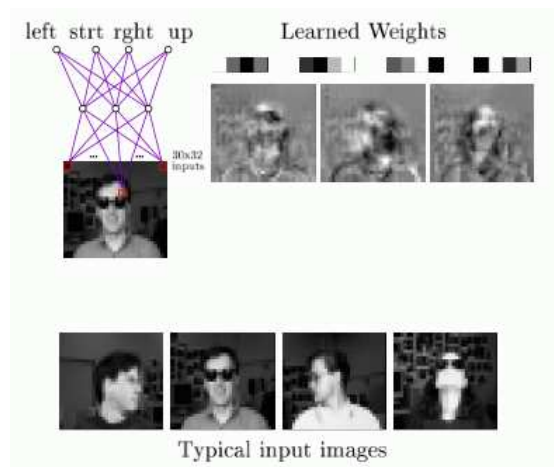 left strt rght up
Learned Weights
... ...
30x32
inputs
Typical input images